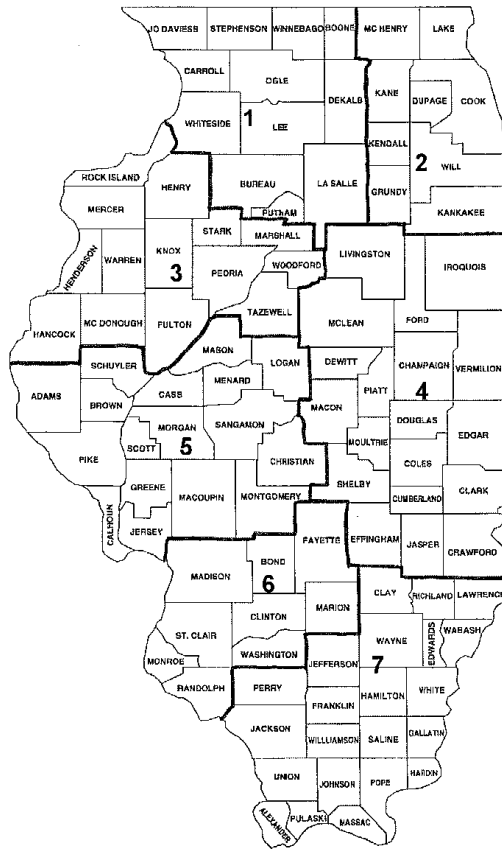 JO DAVIESS STEPHENSON WINNEBAGO BOONE MC HENRY LAKE
CARROLL OGLE DEKALB KANE DUPAGE COOK
WHITESIDE 1 LEE KENDALL 2 WILL
ROCK ISLAND HENRY BUREAU LA SALLE GRUNDY
MERCER PUTNAM KANKAKEE
HENDERSON WARREN KNOX STARK MARSHALL LIVINGSTON IROQUOIS
3 PEORIA WOODFORD
HANCOCK MC DONOUGH FULTON TAZEWELL MCLEAN FORD
SCHUYLER MASON LOGAN DEWITT CHAMPAIGN VERMILION
ADAMS BROWN CASS MENARD PIATT 4
MORGAN SANGAMON MACON DOUGLAS EDGAR
PIKE SCOTT 5 CHRISTIAN MOULTRIE COLES
GREENE MACOUPIN MONTGOMERY SHELBY CUMBERLAND CLARK
CALHOUN JERSEY FAYETTE EFFINGHAM JASPER CRAWFORD
MADISON BOND 6 CLAY RICHLAND LAWRENCE
CLINTON MARION WAYNE EDWARDS WABASH
ST. CLAIR WASHINGTON JEFFERSON 7
MONROE RANDOLPH PERRY HAMILTON WHITE
FRANKLIN
JACKSON WILLIAMSON SALINE GALLATIN
UNION JOHNSON POPE HARDIN
ALEXANDER PULASKI MASSAC